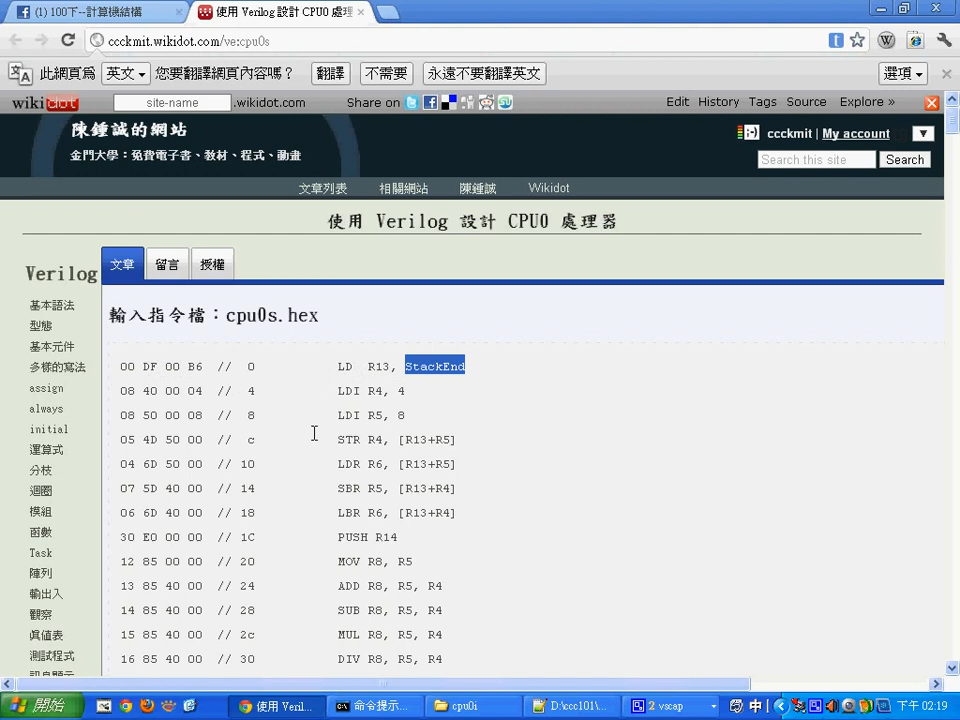 (1) 100下--計算機結構
使用 Verilog 設計 CPU0 處理
ccckmit.wikidot.com/ve:cpu0s
此網頁為 英文 您要翻譯網頁內容嗎？ 翻譯 不需要 永遠不要翻譯英文 選項
wikidot site-name .wikidot.com Share on Edit History Tags Source Explore »
陳鍾誠的網站
金門大學：免費電子書、教材、程式、動畫
ccckmit | My account
Search this site Search
文章列表 相關網站 陳鍾誠 Wikidot
使用 Verilog 設計 CPU0 處理器
Verilog
基本語法
型態
基本元件
多樣的寫法
assign
always
initial
運算式
分枝
迴圈
模組
函數
Task
陣列
輸出入
觀察
真值表
測試程式
訊息顯示
文章 留言 授權
輸入指令檔：cpu0s.hex
00 DF 00 B6 // 0 LD R13, StackEnd
08 40 00 04 // 4 LDI R4, 4
08 50 00 08 // 8 LDI R5, 8
05 4D 50 00 // c STR R4, [R13+R5]
04 6D 50 00 // 10 LDR R6, [R13+R5]
07 5D 40 00 // 14 SBR R5, [R13+R4]
06 6D 40 00 // 18 LBR R6, [R13+R4]
30 E0 00 00 // 1C PUSH R14
12 85 00 00 // 20 MOV R8, R5
13 85 40 00 // 24 ADD R8, R5, R4
14 85 40 00 // 28 SUB R8, R5, R4
15 85 40 00 // 2c MUL R8, R5, R4
16 85 40 00 // 30 DIV R8, R5, R4
開始 使用 Veril... 命令提示... cpu0i D:\ccc101\... 2 vscap 中 下午 02:19